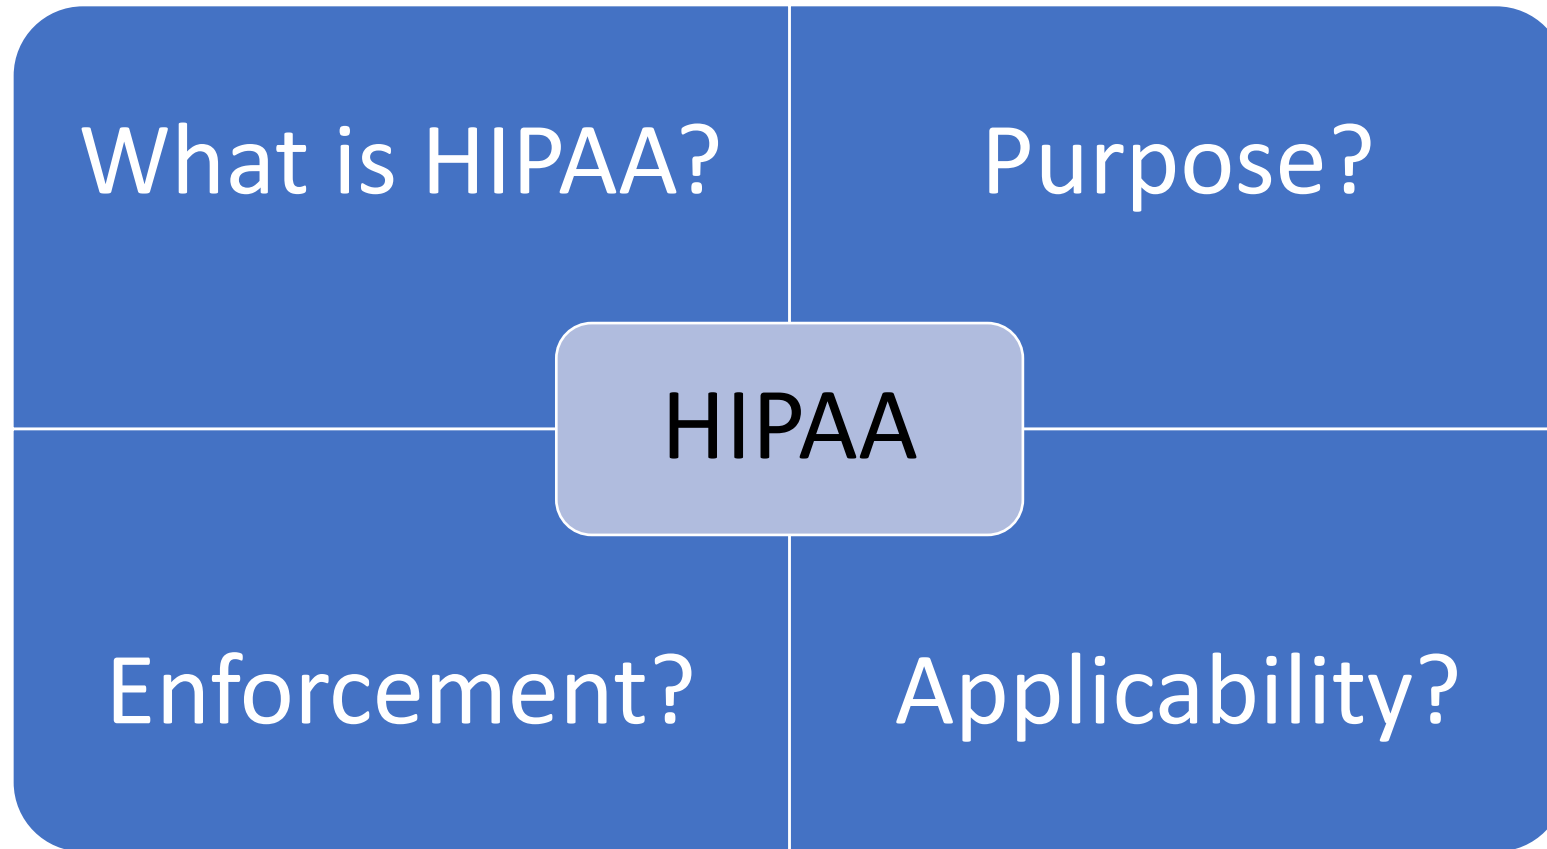 What is HIPAA?
Purpose?
HIPAA
Enforcement?
Applicability?